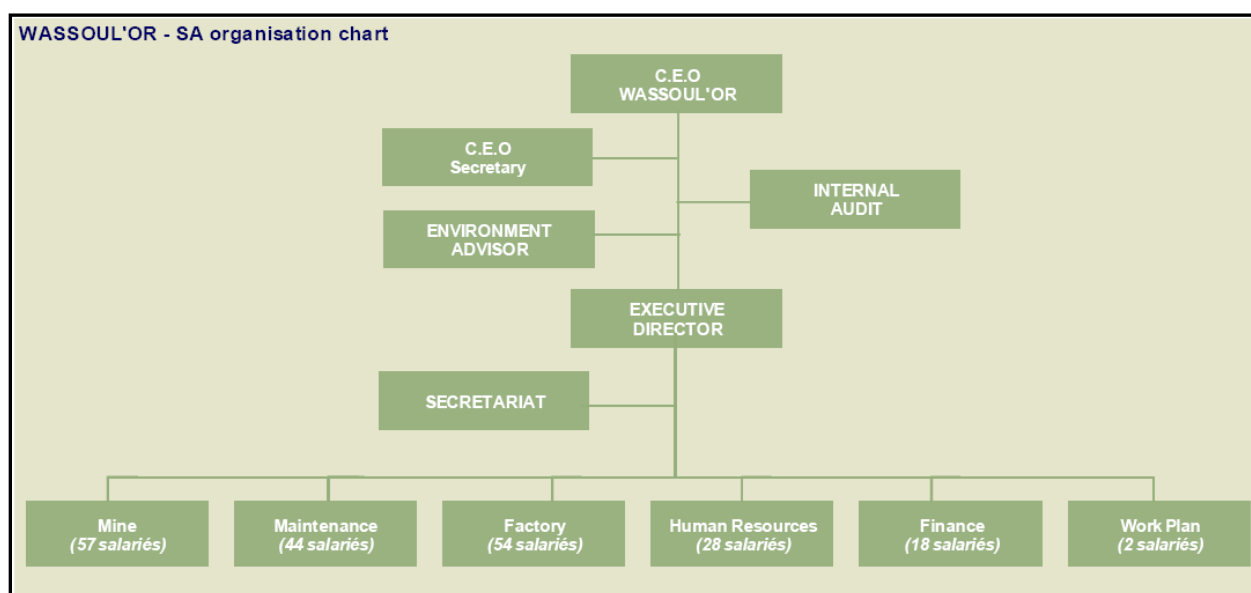 WASSOUL'OR - SA organisation chart
C.E.O
WASSOUL'OR
C.E.O
Secretary
INTERNAL
AUDIT
ENVIRONMENT
ADVISOR
EXECUTIVE
DIRECTOR
SECRETARIAT
Mine
(57 salariés)
Maintenance
(44 salariés)
Factory
(54 salariés)
Human Resources
(28 salariés)
Finance
(18 salariés)
Work Plan
(2 salariés)